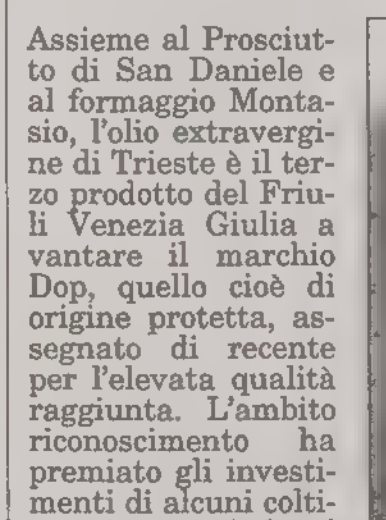 Assieme al Prosciut-
to di San Daniele e
al formaggio Monta-
sio, l'olio extravergi-
ne di Trieste è il ter-
zo prodotto del Friu-
li Venezia Giulia a
vantare il marchio
Dop, quello cioè di
origine protetta, as-
segnato di recente
per l'elevata qualità
raggiunta. L'ambito
riconoscimento ha
premiato gli investi-
menti di alcuni colti-